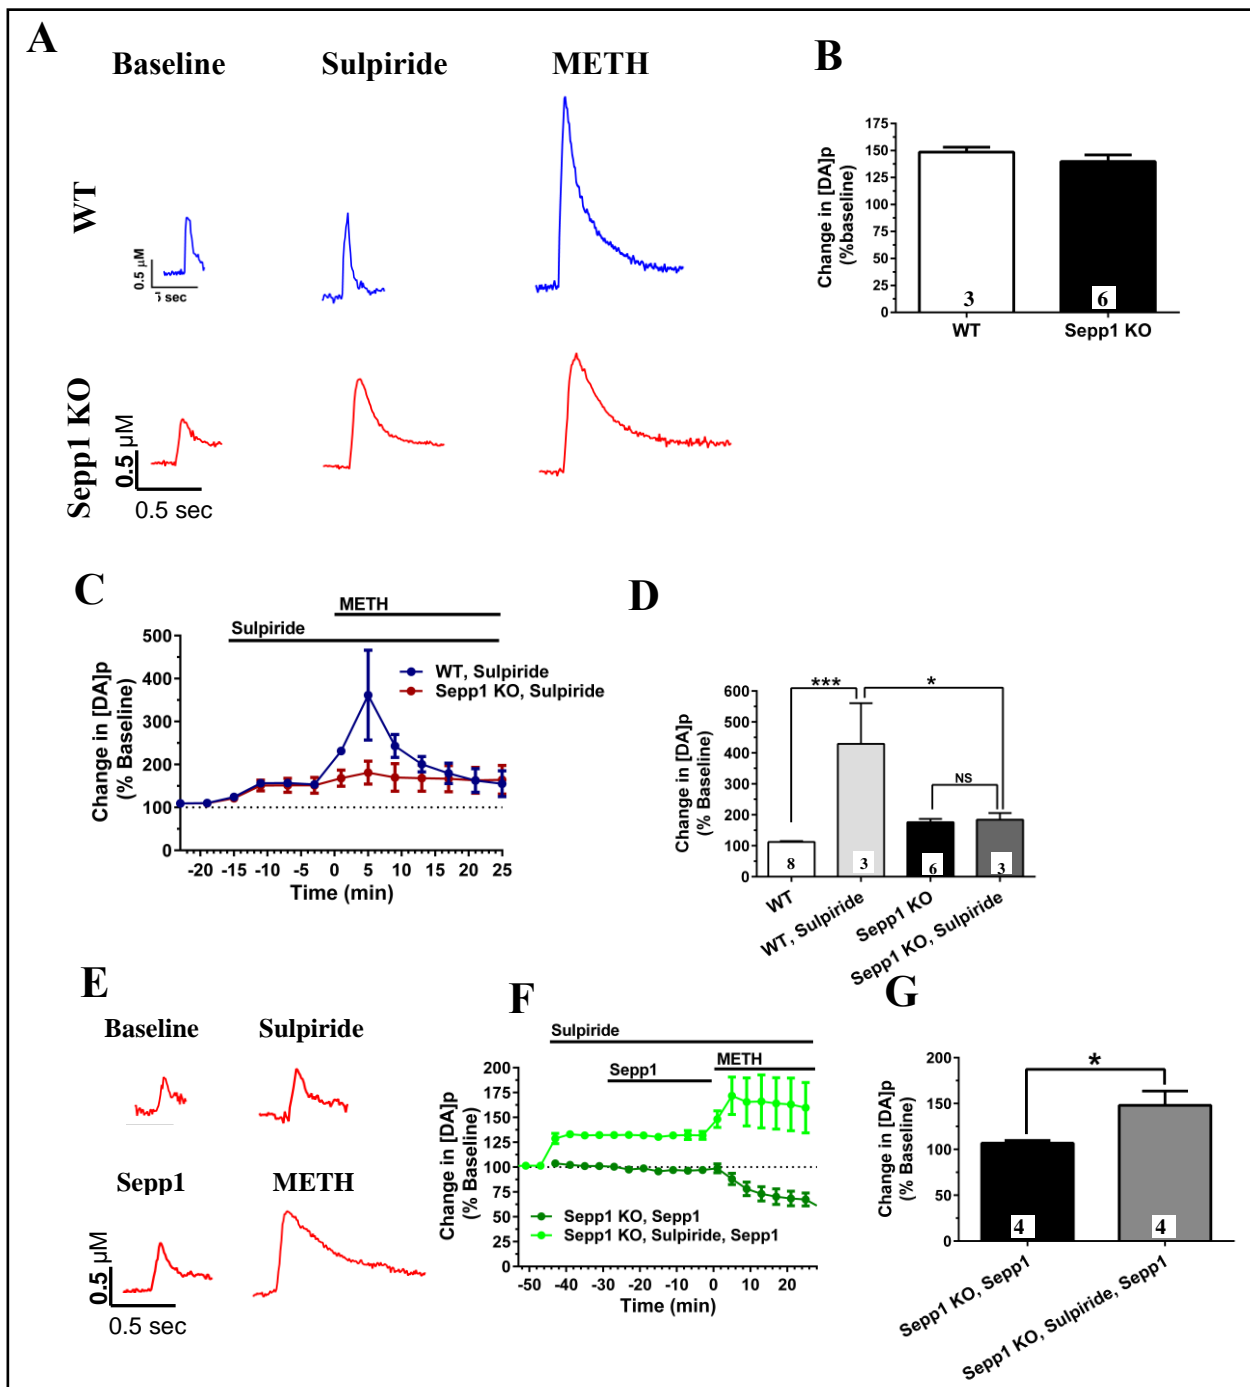 A
Baseline
Sulpiride
METH
WT
0.5 µM
5 sec
Sepp1 KO
0.5 µM
0.5 sec
B
Change in [DA]p
(%baseline)
175
150
125
100
75
50
25
0
3
6
WT
Sepp1 KO
C
METH
Sulpiride
WT, Sulpiride
Sepp1 KO, Sulpiride
Change in [DA]p
(% Baseline)
500
400
300
200
100
0
-20 -15 -10 -5 0 5 10 15 20 25
Time (min)
D
*** *
NS
Change in [DA]p
(% Baseline)
600
500
400
300
200
100
0
8
3
6
3
WT
WT, Sulpiride
Sepp1 KO
Sepp1 KO, Sulpiride
E
Baseline
Sulpiride
Sepp1
METH
0.5 µM
0.5 sec
F
Sulpiride
Sepp1
METH
Change in [DA]p
(% Baseline)
200
175
150
125
100
75
50
25
0
Sepp1 KO, Sepp1
Sepp1 KO, Sulpiride, Sepp1
-50 -40 -30 -20 -10 0 10 20
Time (min)
G
*
Change in [DA]p
(% Baseline)
200
150
100
50
0
4
4
Sepp1 KO, Sepp1
Sepp1 KO, Sulpiride, Sepp1